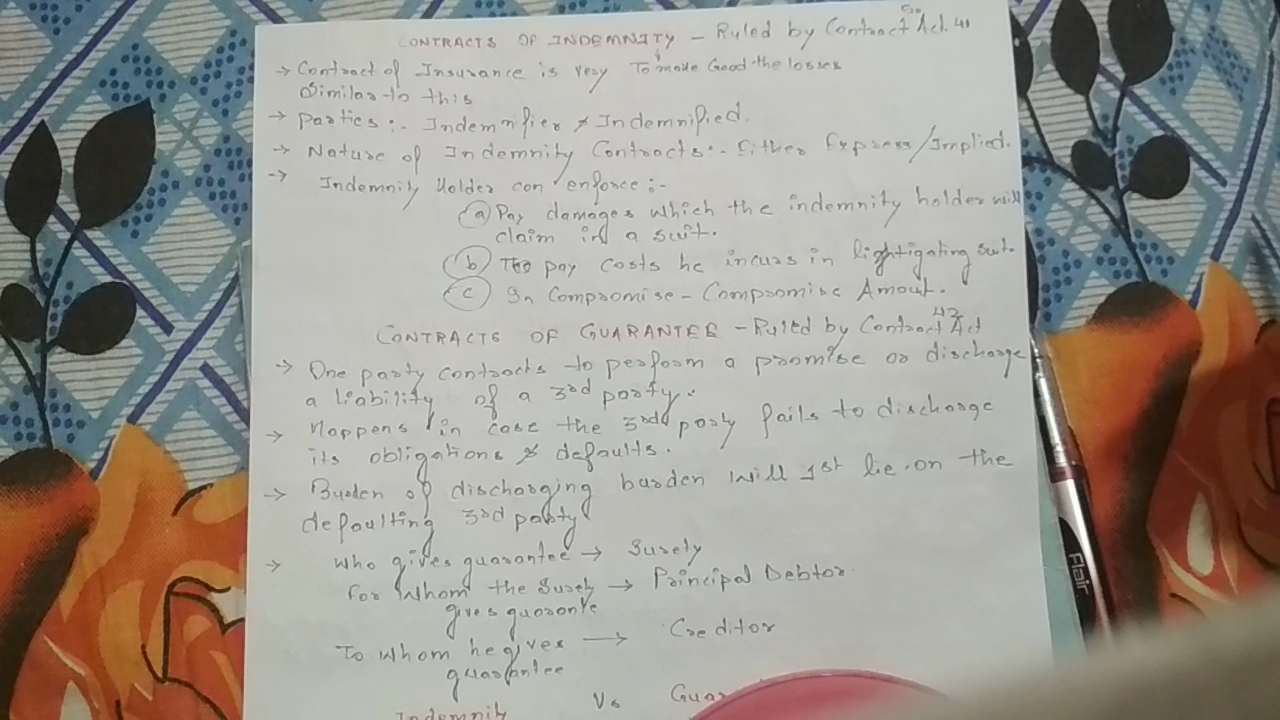 CONTRACTS OF INDEMNITY - Ruled by Contract Act.
→ Contract of Insurance is very To make Good the losses
Similar to this
→ Parties :- Indemnifier & Indemnified.
→ Nature of Indemnity Contracts:- Either Express/Implied.
→ Indemnity Holder can enforce :-
(a) Pay damages which the indemnity holder will
claim in a suit.
(b) To pay costs he incurs in lightigating suit.
(c) In Compromise - Compromise Amount.
CONTRACTS OF GUARANTEE - Ruled by Contract Act
→ One party contracts to perform a promise or discharge
a liability of a 3rd party.
→ Happens in case the 3rd party fails to discharge
its obligations & defaults.
→ Burden of discharging burden will 1st lie on the
defaulting 3rd party
→ Who gives guarantee → Surety
For Whom the Surety → Principal Debtor.
gives guarante
To whom he gives → Creditor
guarantee
Indemnity Vs
Flair